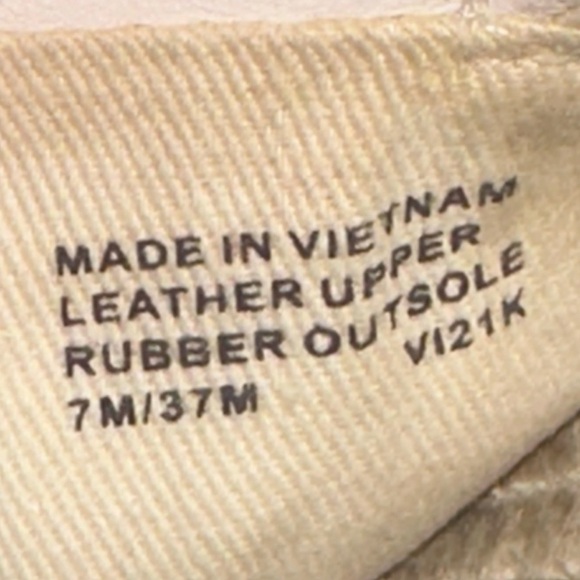 MADE IN VIETNAM
LEATHER UPPER
RUBBER OUTSOLE
VI21K
7M/37M